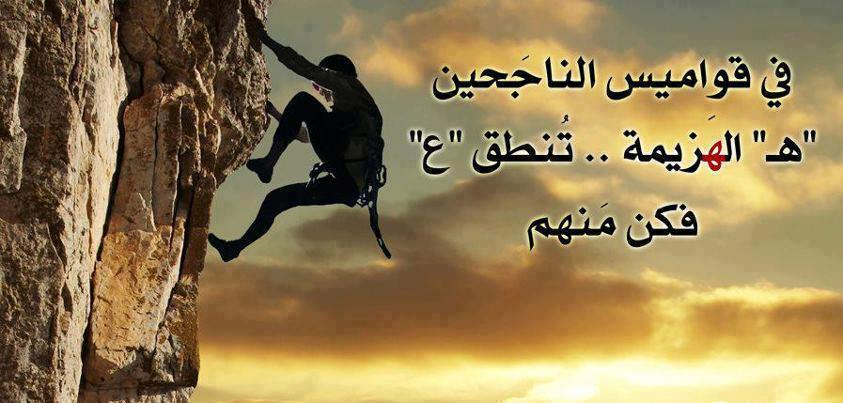 في قواميس الناجَحين
"هـ" الهَزيمة .. تُنطق "ع"
فكن مَنهم